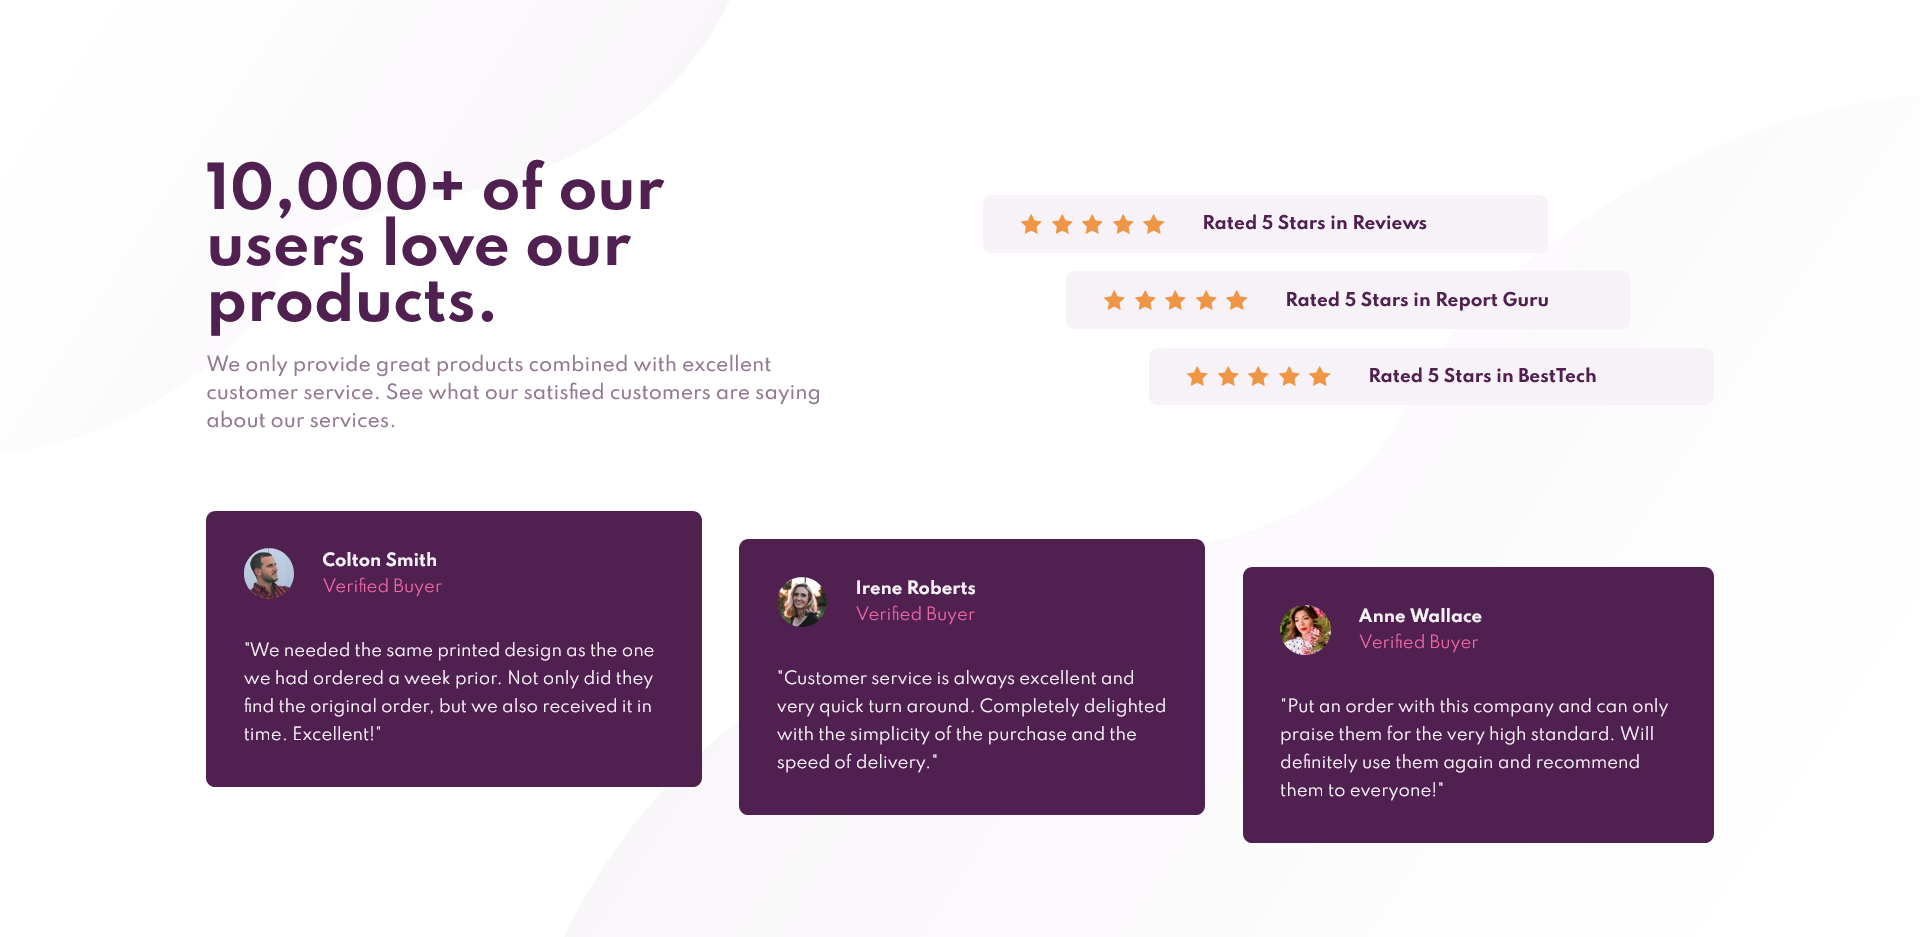 10,000+ of our
users love our
products.
We only provide great products combined with excellent
customer service. See what our satisfied customers are saying
about our services.
Rated 5 Stars in Reviews
Rated 5 Stars in Report Guru
Rated 5 Stars in BestTech
Colton Smith
Verified Buyer
"We needed the same printed design as the one
we had ordered a week prior. Not only did they
find the original order, but we also received it in
time. Excellent!"
Irene Roberts
Verified Buyer
"Customer service is always excellent and
very quick turn around. Completely delighted
with the simplicity of the purchase and the
speed of delivery."
Anne Wallace
Verified Buyer
"Put an order with this company and can only
praise them for the very high standard. Will
definitely use them again and recommend
them to everyone!"